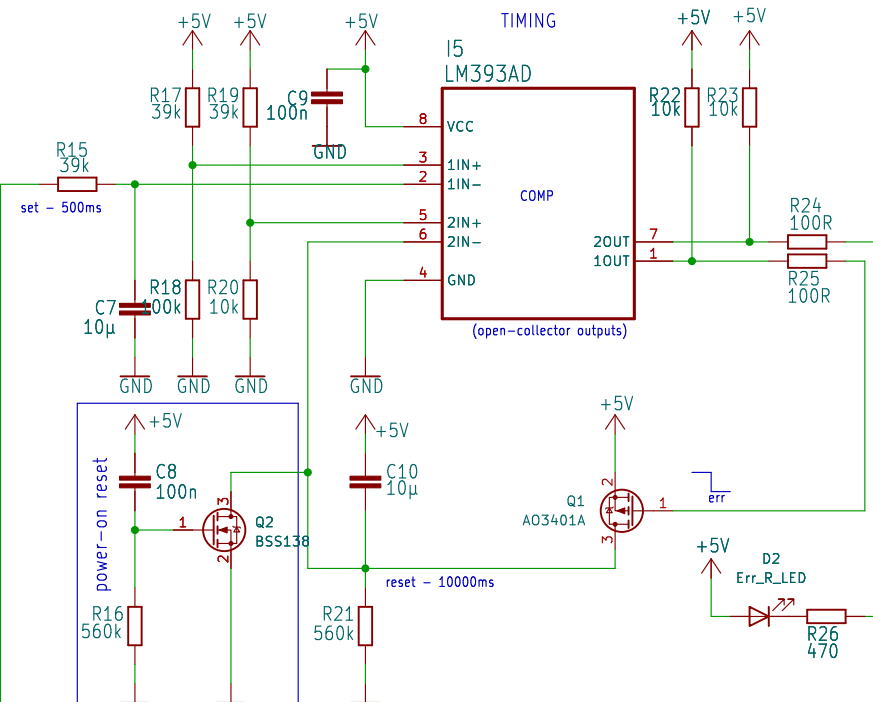 +5V
+5V
+5V
TIMING
+5V
+5V
I5
LM393AD
R17
39k
R19
39k
C9
100n
GND
R22
10k
R23
10k
8
VCC
3
1IN+
2
1IN-
5
2IN+
6
2IN-
4
GND
COMP
2OUT
7
1OUT
1
R15
39k
set - 500ms
R24
100R
R25
100R
(open-collector outputs)
C7
10µ
R18
100k
R20
10k
GND
GND
GND
GND
+5V
+5V
+5V
power-on reset
C8
100n
C10
10µ
1
3
2
Q2
BSS138
Q1
AO3401A
2
1
3
err
reset - 10000ms
R16
560k
R21
560k
+5V
D2
Err_R_LED
R26
470